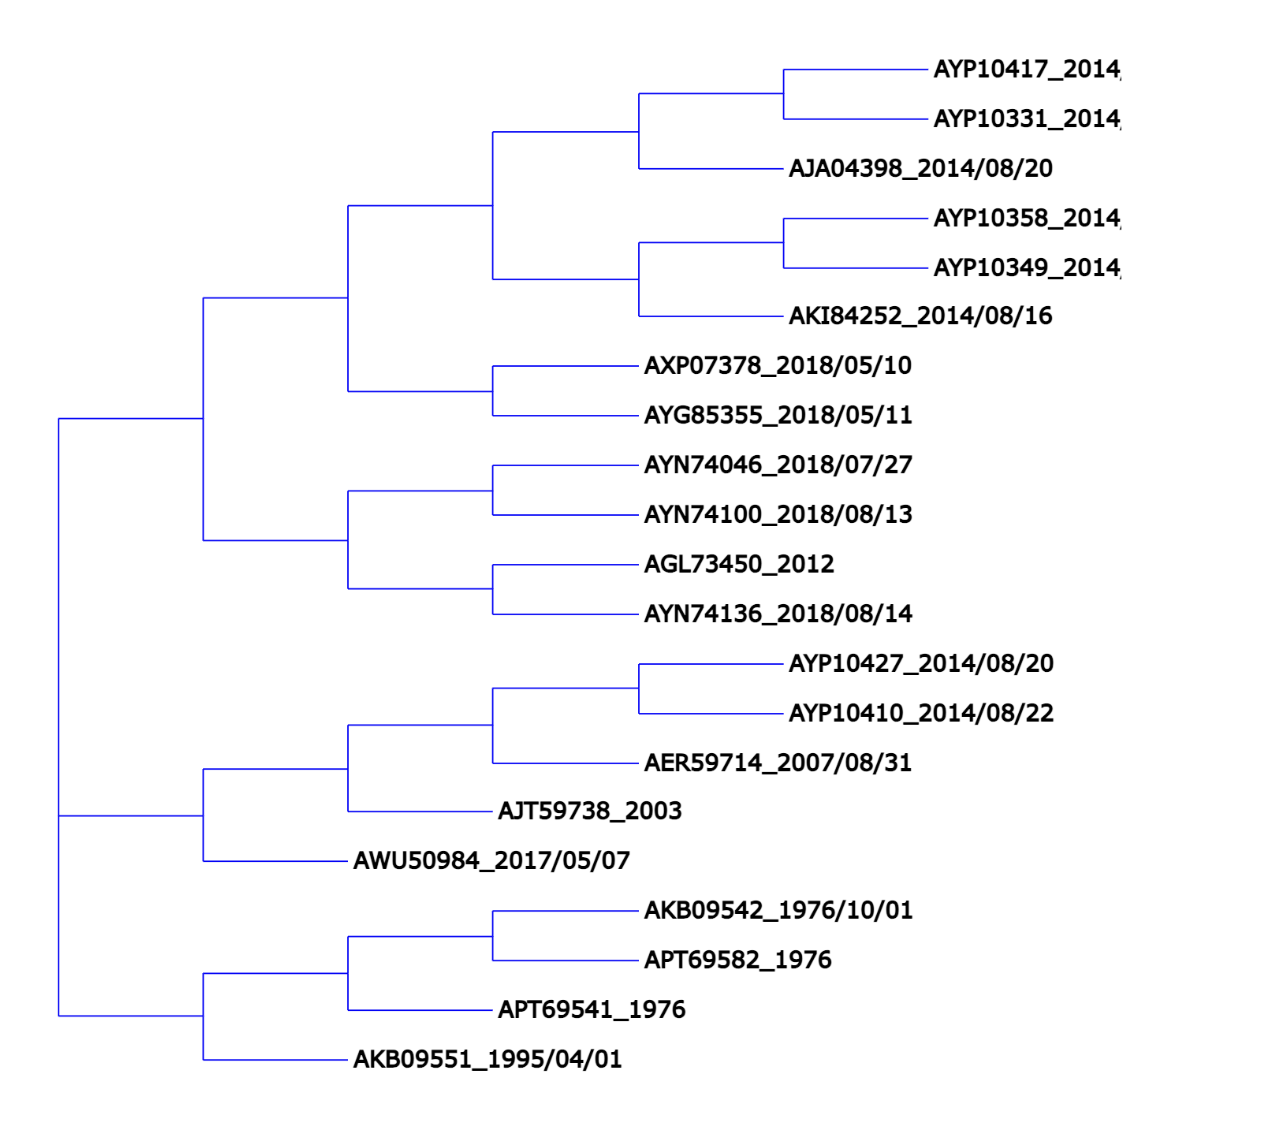 AYP10417_2014/
AYP10331_2014/
AJA04398_2014/08/20
AYP10358_2014/
AYP10349_2014/
AKI84252_2014/08/16
AXP07378_2018/05/10
AYG85355_2018/05/11
AYN74046_2018/07/27
AYN74100_2018/08/13
AGL73450_2012
AYN74136_2018/08/14
AYP10427_2014/08/20
AYP10410_2014/08/22
AER59714_2007/08/31
AJT59738_2003
AWU50984_2017/05/07
AKB09542_1976/10/01
APT69582_1976
APT69541_1976
AKB09551_1995/04/01